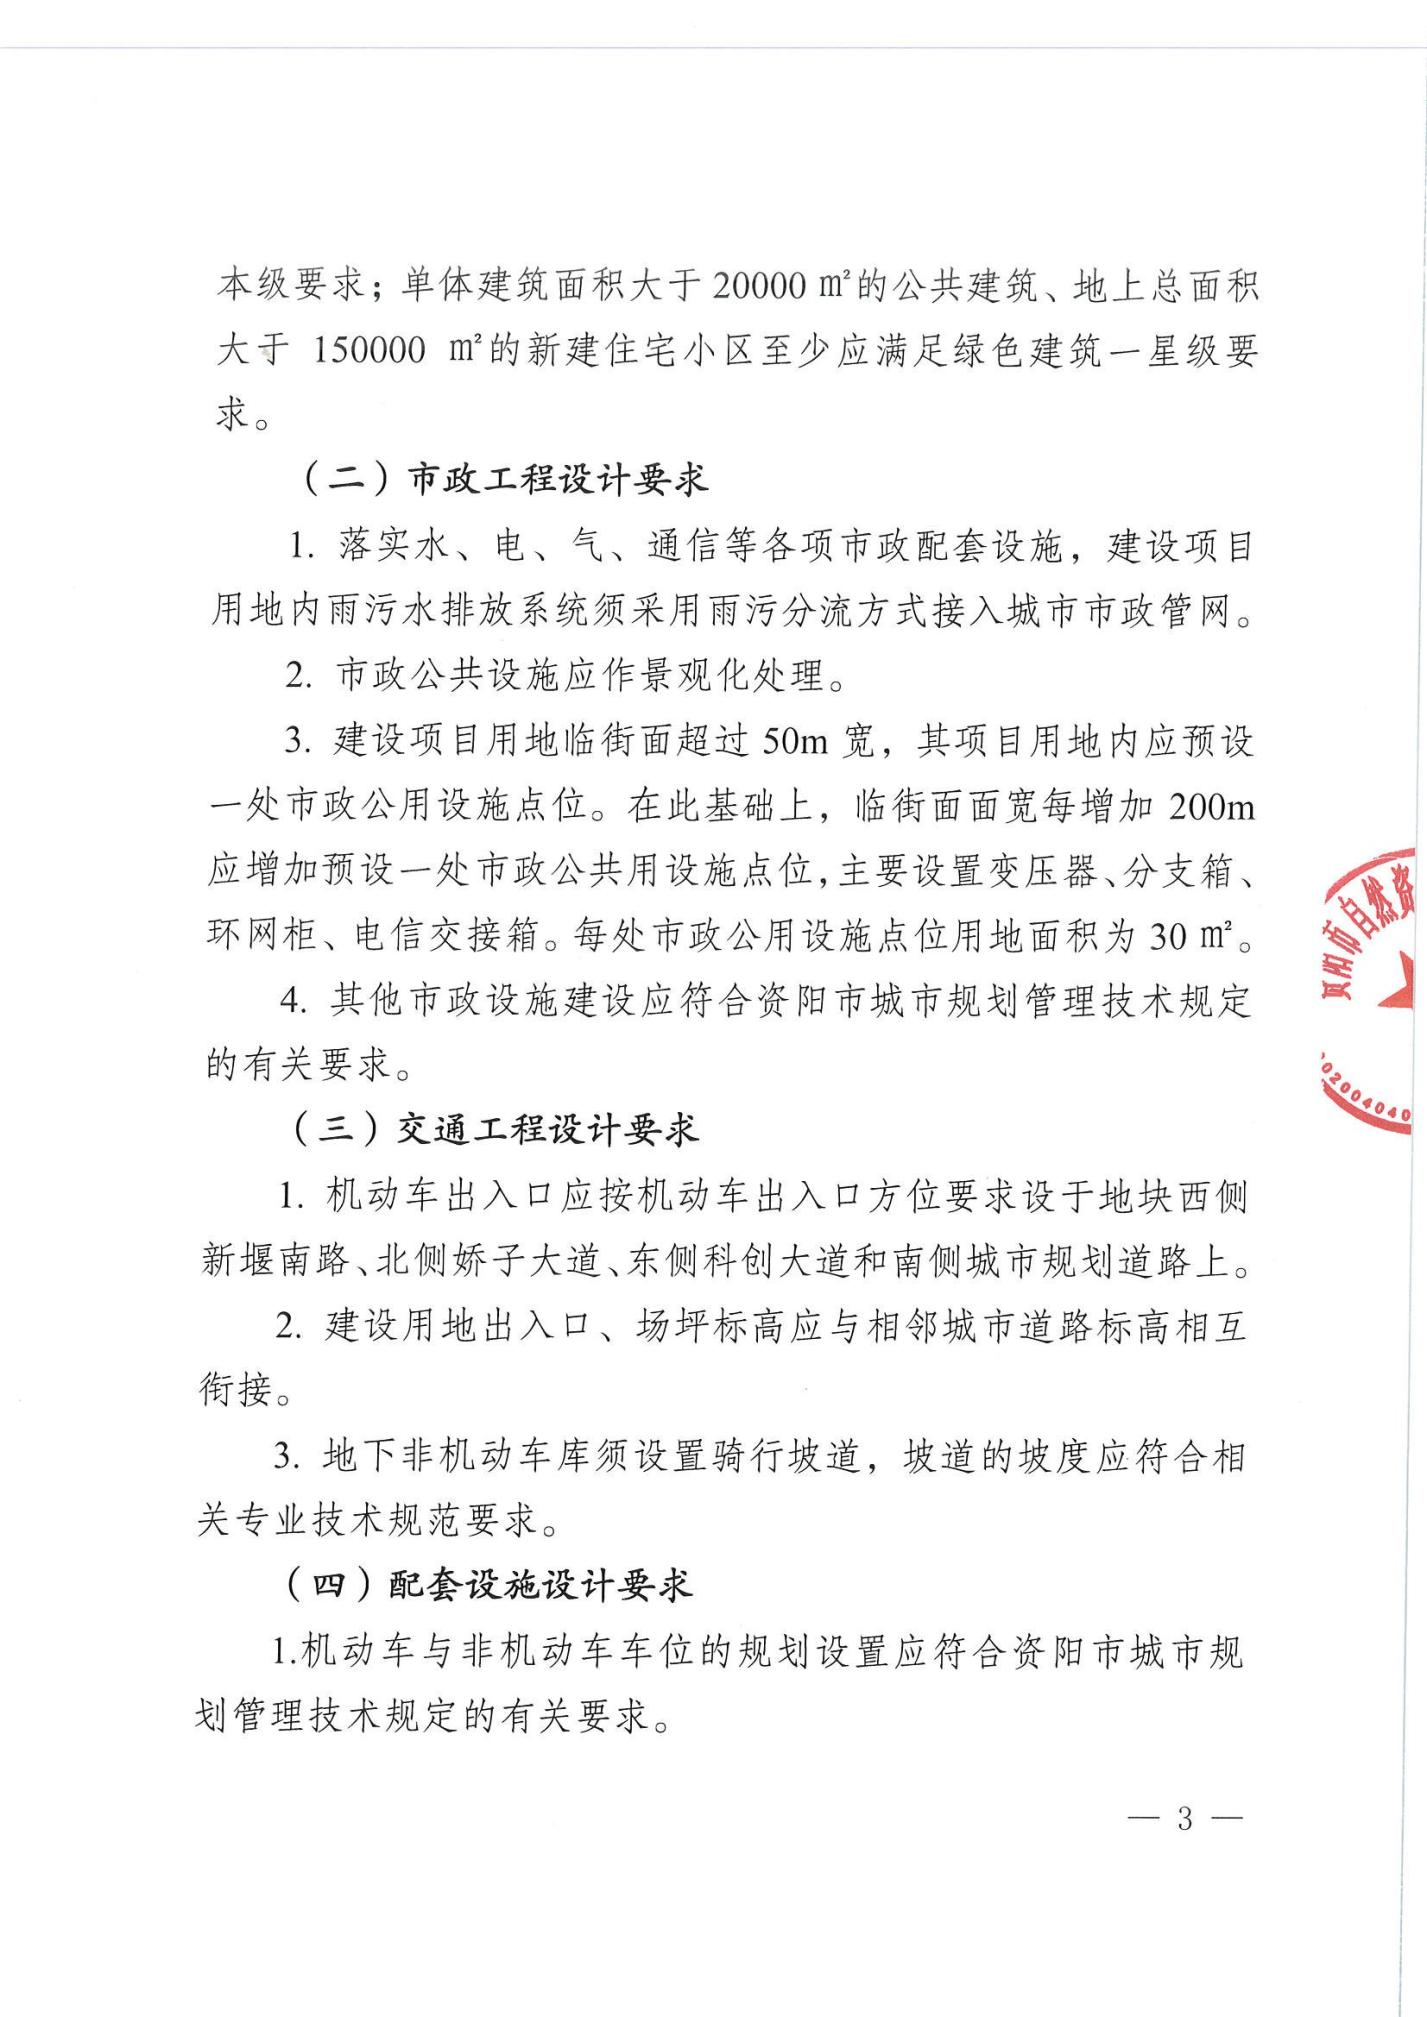 本级要求；单体建筑面积大于 20000 ㎡的公共建筑、地上总面积
大于 150000 ㎡的新建住宅小区至少应满足绿色建筑一星级要
求。
（二）市政工程设计要求
1. 落实水、电、气、通信等各项市政配套设施，建设项目
用地内雨污水排放系统须采用雨污分流方式接入城市市政管网。
2. 市政公共设施应作景观化处理。
3. 建设项目用地临街面超过 50m 宽，其项目用地内应预设
一处市政公用设施点位。在此基础上，临街面面宽每增加 200m
应增加预设一处市政公共用设施点位，主要设置变压器、分支箱、
环网柜、电信交接箱。每处市政公用设施点位用地面积为 30 ㎡。
4. 其他市政设施建设应符合资阳市城市规划管理技术规定
的有关要求。
（三）交通工程设计要求
1. 机动车出入口应按机动车出入口方位要求设于地块西侧
新堰南路、北侧娇子大道、东侧科创大道和南侧城市规划道路上。
2. 建设用地出入口、场坪标高应与相邻城市道路标高相互
衔接。
3. 地下非机动车库须设置骑行坡道，坡道的坡度应符合相
关专业技术规范要求。
（四）配套设施设计要求
1.机动车与非机动车车位的规划设置应符合资阳市城市规
划管理技术规定的有关要求。
— 3 —
资阳市自然资
02004040